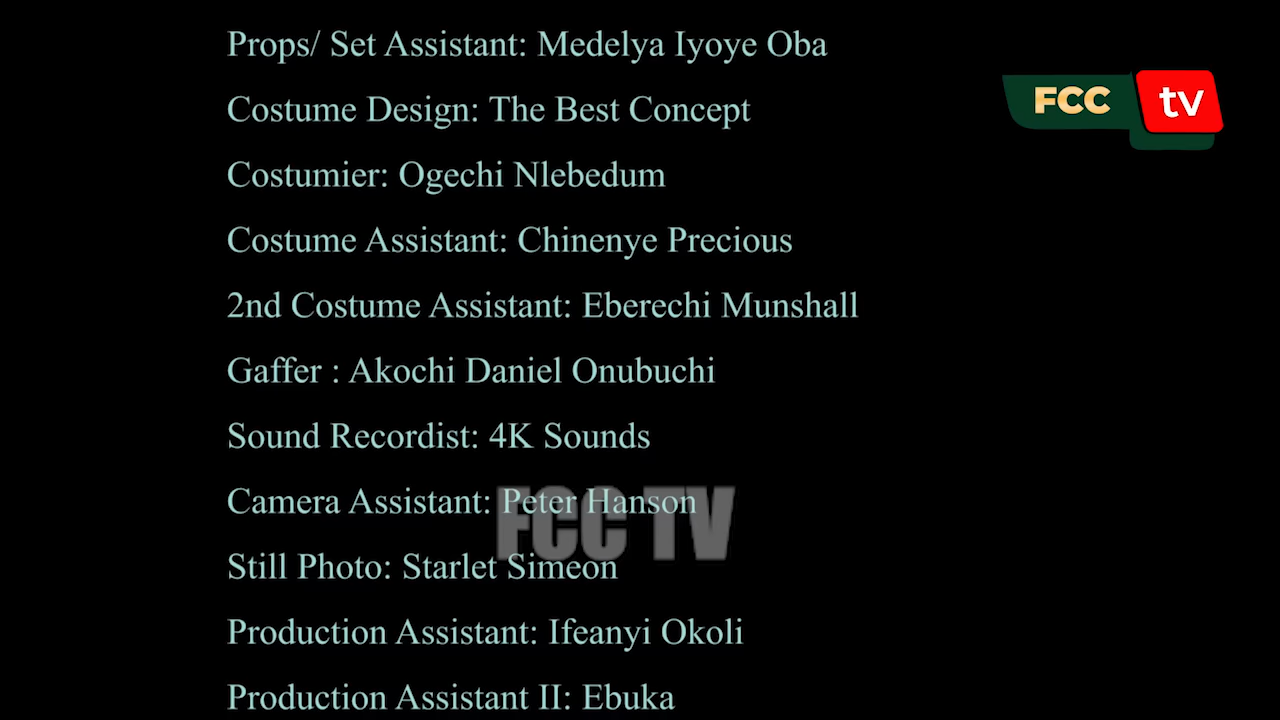 Props/ Set Assistant: Medelya Iyoye Oba
FCC tv
Costume Design: The Best Concept
Costumier: Ogechi Nlebedum
Costume Assistant: Chinenye Precious
2nd Costume Assistant: Eberechi Munshall
Gaffer : Akochi Daniel Onubuchi
Sound Recordist: 4K Sounds
Camera Assistant: Peter Hanson
FCC TV
Still Photo: Starlet Simeon
Production Assistant: Ifeanyi Okoli
Production Assistant II: Ebuka